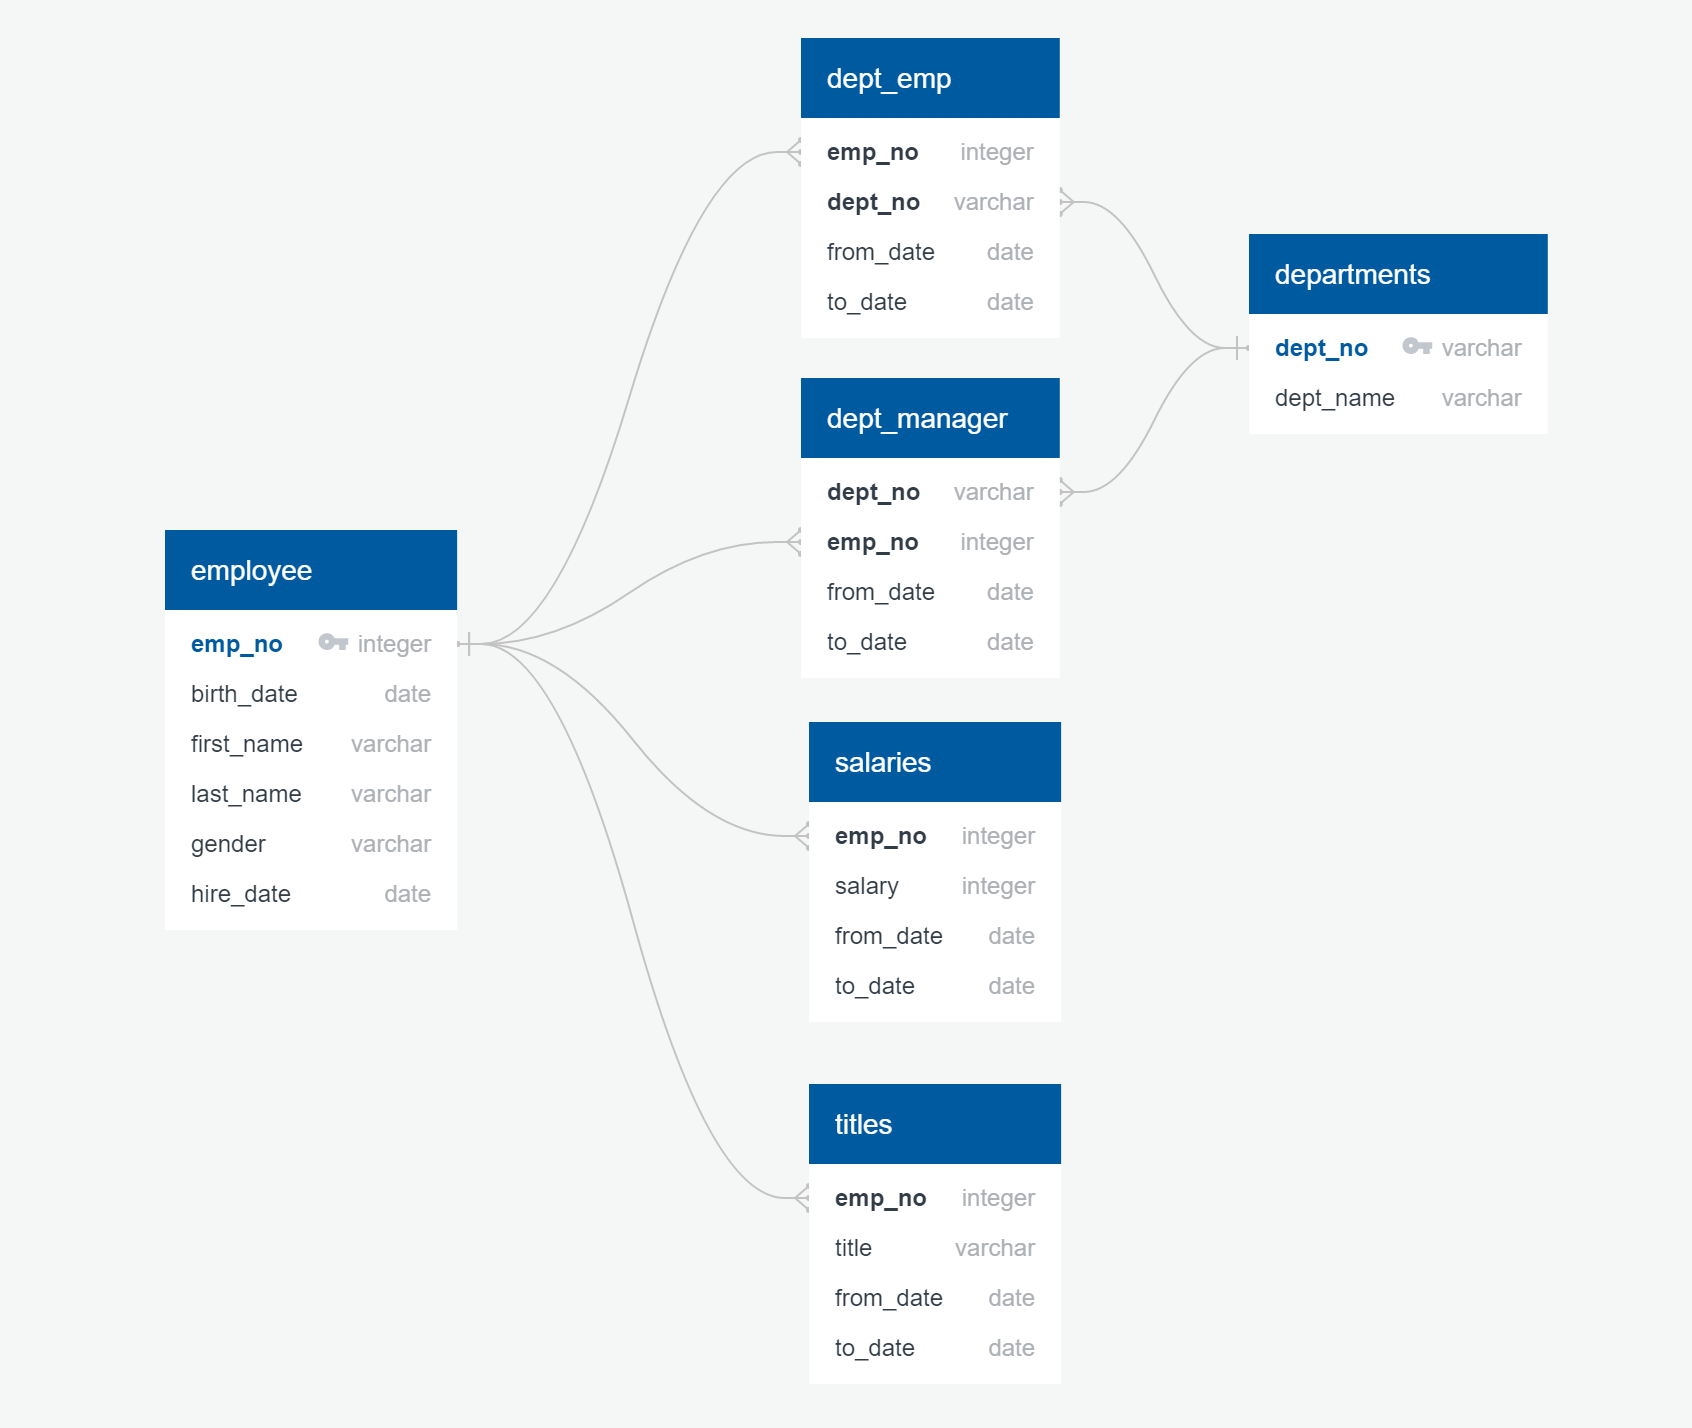 dept_emp
emp_no integer
dept_no varchar
from_date date
to_date date
departments
dept_no varchar
dept_name varchar
dept_manager
dept_no varchar
emp_no integer
from_date date
to_date date
employee
emp_no integer
birth_date date
first_name varchar
last_name varchar
gender varchar
hire_date date
salaries
emp_no integer
salary integer
from_date date
to_date date
titles
emp_no integer
title varchar
from_date date
to_date date